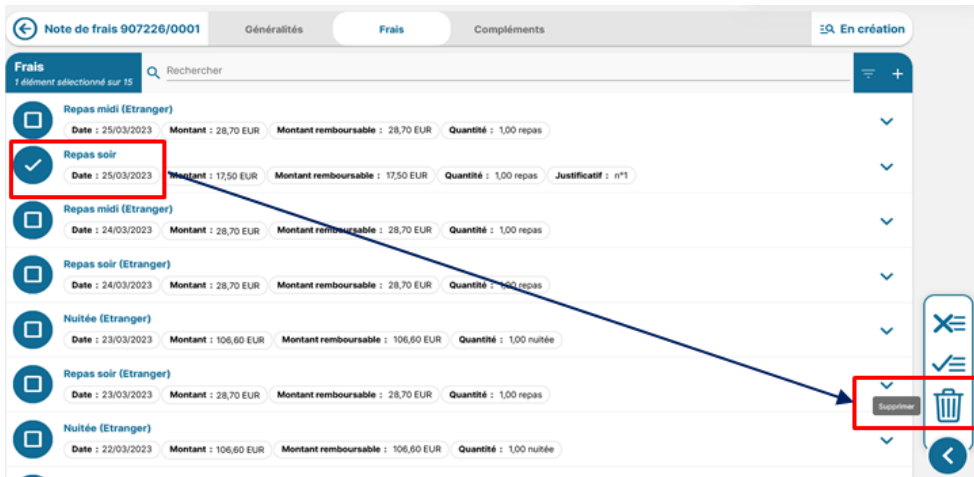 Note de frais 907226/0001 Généralités Frais Compléments En création
Frais
1 élément sélectionné sur 15
Rechercher
Repas midi (Etranger)
Date : 25/03/2023 Montant : 28,70 EUR Montant remboursable : 28,70 EUR Quantité : 1,00 repas
Repas soir
Date : 25/03/2023 Montant : 17,50 EUR Montant remboursable : 17,50 EUR Quantité : 1,00 repas Justificatif : n°1
Repas midi (Etranger)
Date : 24/03/2023 Montant : 28,70 EUR Montant remboursable : 28,70 EUR Quantité : 1,00 repas
Repas soir (Etranger)
Date : 24/03/2023 Montant : 28,70 EUR Montant remboursable : 28,70 EUR Quantité : 1,00 repas
Nuitée (Etranger)
Date : 23/03/2023 Montant : 106,60 EUR Montant remboursable : 106,60 EUR Quantité : 1,00 nuitée
Repas soir (Etranger)
Date : 23/03/2023 Montant : 28,70 EUR Montant remboursable : 28,70 EUR Quantité : 1,00 repas
Supprimer
Nuitée (Etranger)
Date : 22/03/2023 Montant : 106,60 EUR Montant remboursable : 106,60 EUR Quantité : 1,00 nuitée